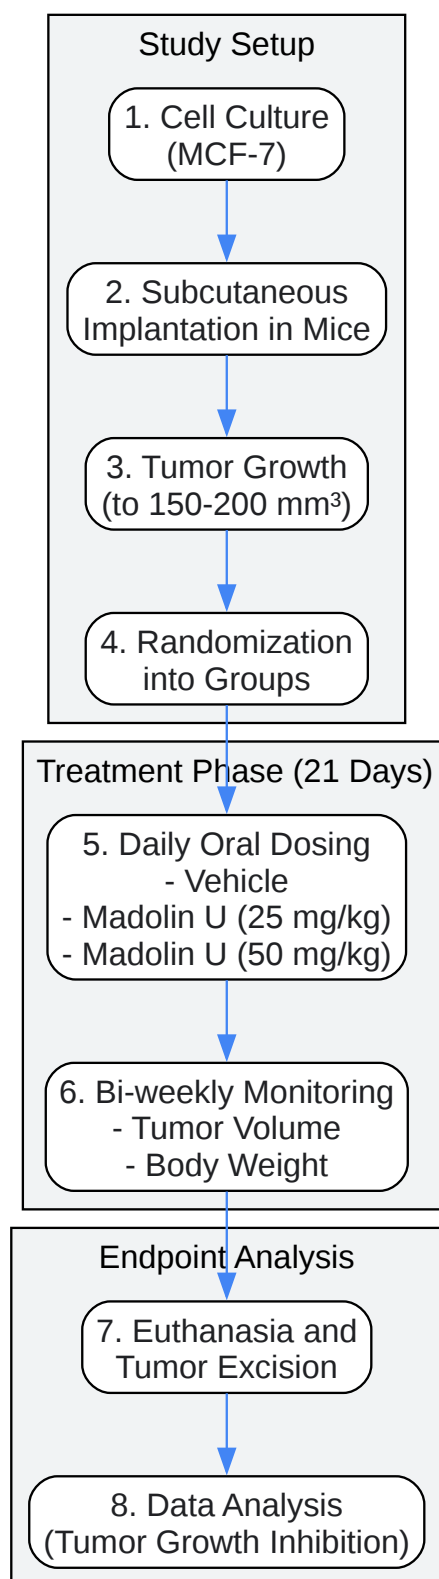 Study Setup
1. Cell Culture
(MCF-7)
2. Subcutaneous
Implantation in Mice
3. Tumor Growth
(to 150-200 mm³)
4. Randomization
into Groups
Treatment Phase (21 Days)
5. Daily Oral Dosing
- Vehicle
- Madolin U (25 mg/kg)
- Madolin U (50 mg/kg)
6. Bi-weekly Monitoring
- Tumor Volume
- Body Weight
Endpoint Analysis
7. Euthanasia and
Tumor Excision
8. Data Analysis
(Tumor Growth Inhibition)